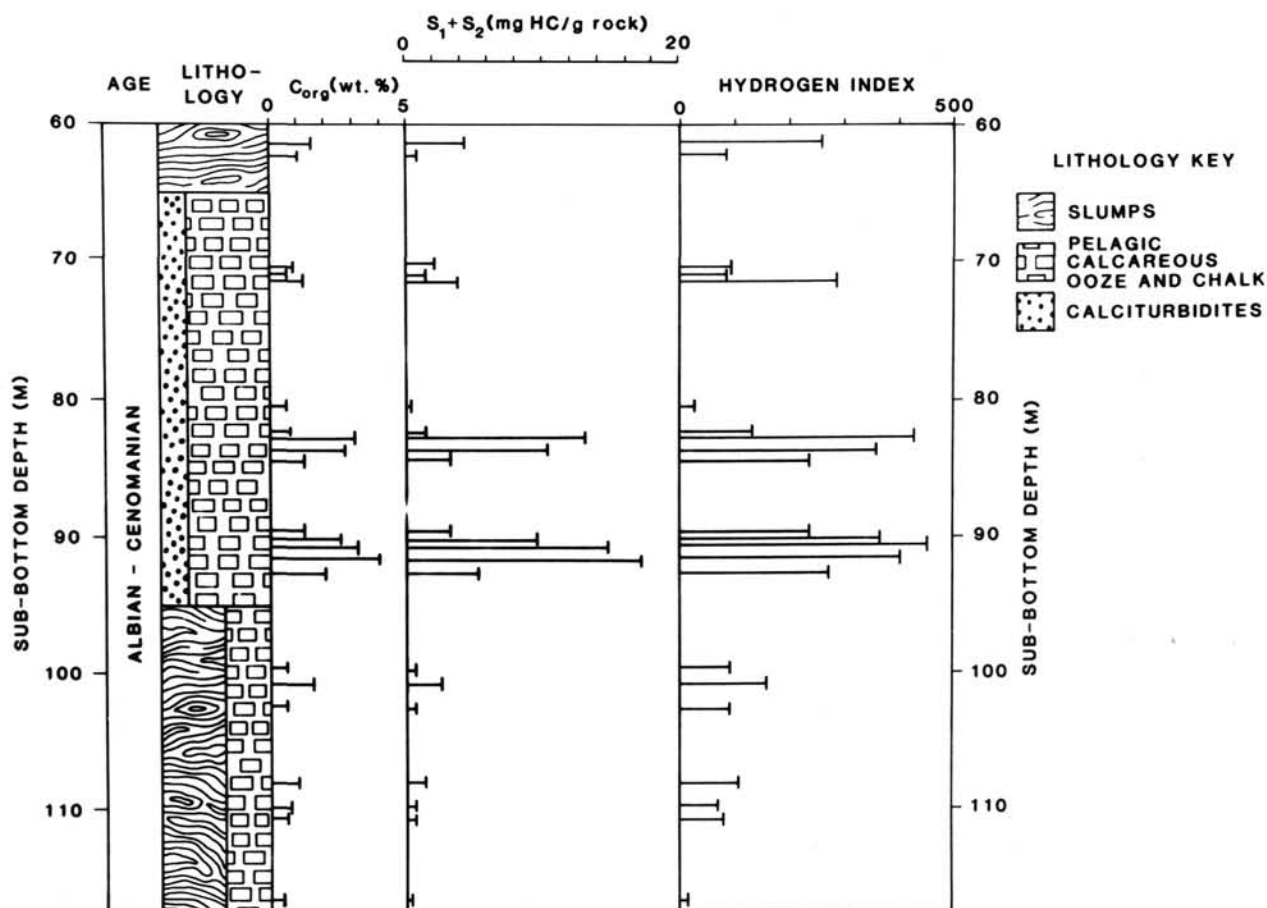 S₁+S₂(mg HC/g rock)
0 20
AGE
LITHO-
LOGY
C_org(wt. %)
0 5
HYDROGEN INDEX
0 500
60
70
80
90
100
110
SUB-BOTTOM DEPTH (M)
ALBIAN - CENOMANIAN
60
70
80
90
100
110
SUB-BOTTOM DEPTH (M)
LITHOLOGY KEY
SLUMPS
PELAGIC
CALCAREOUS
OOZE AND CHALK
CALCITURBIDITES